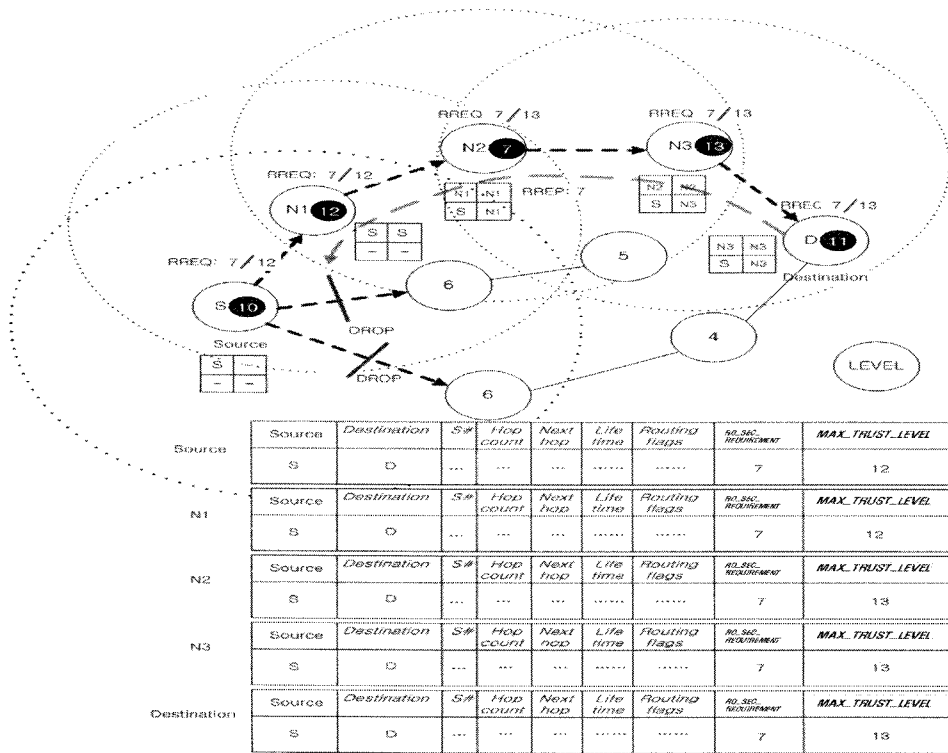 RREQ 7/13
RREQ 7/13
N2 7
N3 13
RREQ: 7/12
N1 12
RREP: 7
N1 N1
S N1
N2 N2
S N3
RREC 7/13
D 11
Destination
S S
– –
N3 N3
S N3
RREQ: 7/12
S 10
Source
S
– –
6
5
DROP
4
DROP
6
LEVEL
Source
Source Destination S# Hop count Next hop Life time Routing flags RQ_SEC_REQUIREMENT MAX_TRUST_LEVEL
S D ... ... ... ...... ...... 7 12
N1
Source Destination S# Hop count Next hop Life time Routing flags RQ_SEC_REQUIREMENT MAX_TRUST_LEVEL
S D ... ... ... ...... ...... 7 12
N2
Source Destination S# Hop count Next hop Life time Routing flags RQ_SEC_REQUIREMENT MAX_TRUST_LEVEL
S D ... ... ... ...... ...... 7 13
N3
Source Destination S# Hop count Next hop Life time Routing flags RQ_SEC_REQUIREMENT MAX_TRUST_LEVEL
S D ... ... ... ...... ...... 7 13
Destination
Source Destination S# Hop count Next hop Life time Routing flags RQ_SEC_REQUIREMENT MAX_TRUST_LEVEL
S D ... ... ... ...... ...... 7 13